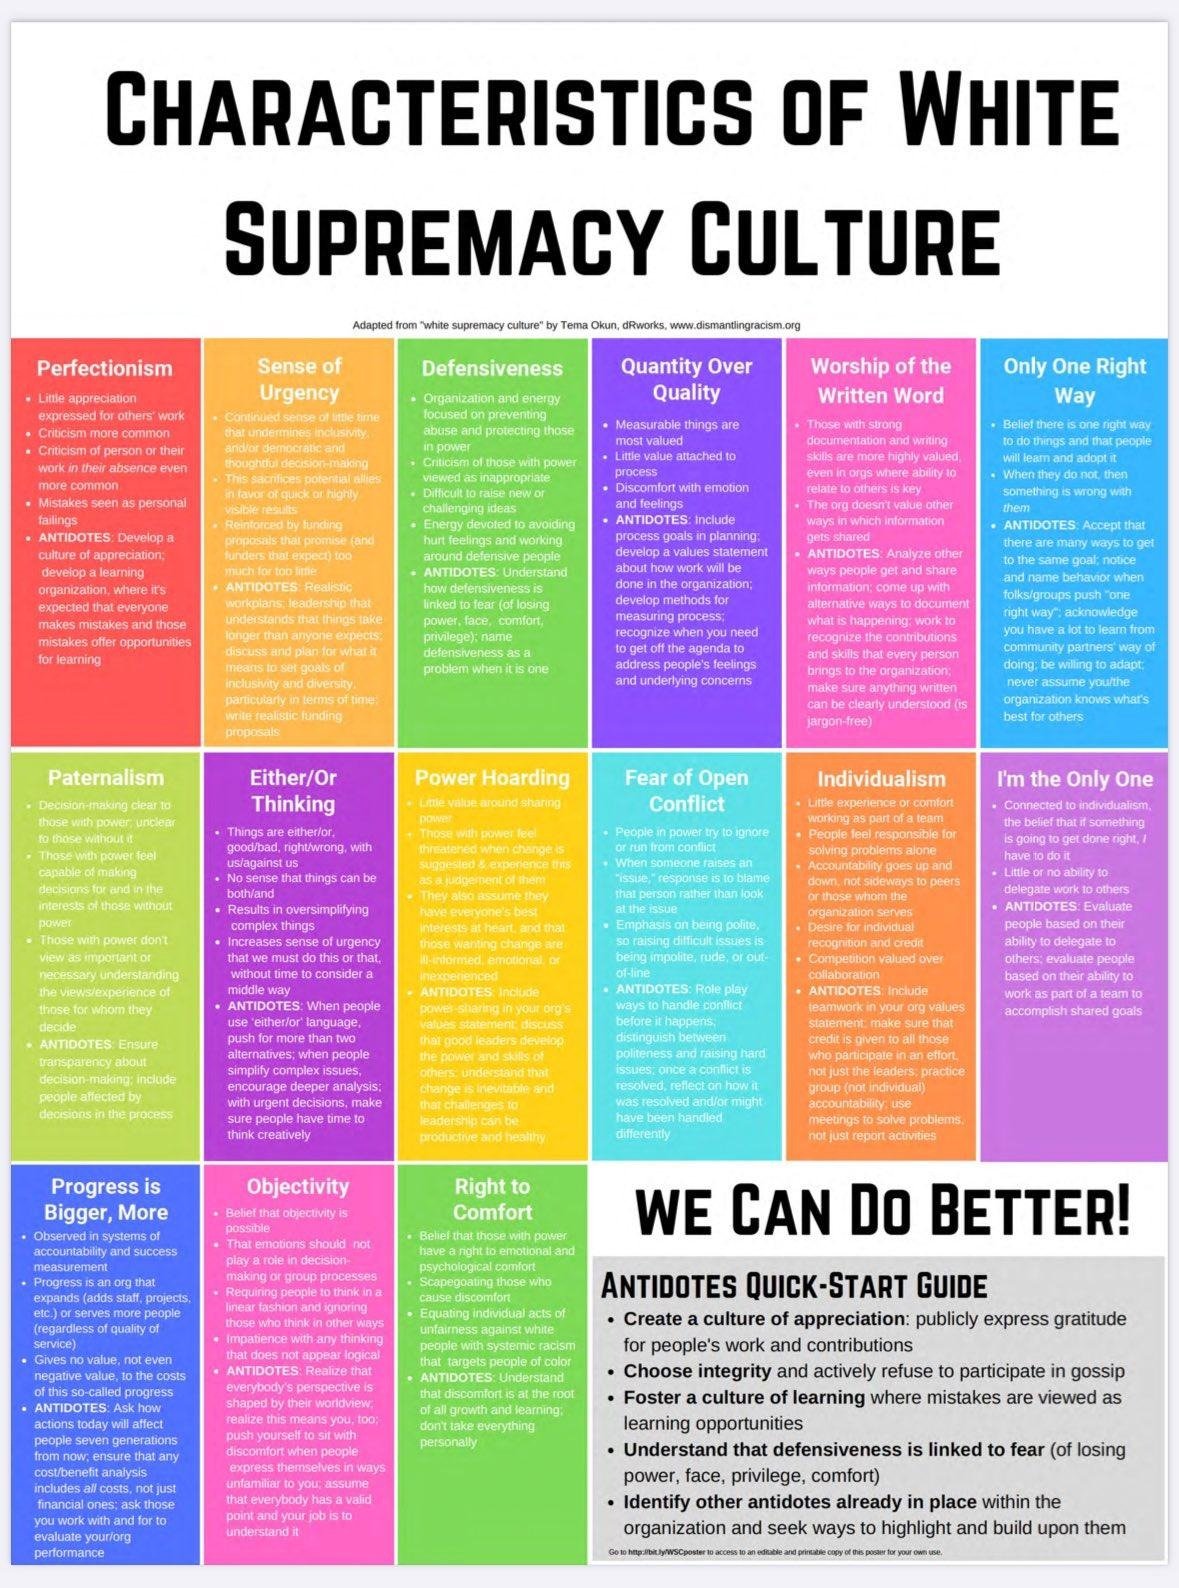 Characteristics of White
Supremacy Culture
Adapted from "white supremacy culture" by Tema Okun, dRworks, www.dismantlingracism.org
Perfectionism
• Little appreciation
expressed for others' work
• Criticism more common
• Criticism of person or their
work in their absence even
more common
• Mistakes seen as personal
failings
• ANTIDOTES: Develop a
culture of appreciation;
develop a learning
organization, where it's
expected that everyone
makes mistakes and those
mistakes offer opportunities
for learning
Sense of
Urgency
• Continued sense of little time
that undermines inclusivity,
and/or democratic and
thoughtful decision-making
• This sacrifices potential allies
in favor of quick or highly
visible results
• Reinforced by funding
proposals that promise (and
funders that expect) too
much for too little
• ANTIDOTES: Realistic
workplans; leadership that
understands that things take
longer than anyone expects;
discuss and plan for what it
means to set goals of
inclusivity and diversity,
particularly in terms of time;
write realistic funding
proposals
Defensiveness
• Organization and energy
focused on preventing
abuse and protecting those
in power
• Criticism of those with power
viewed as inappropriate
• Difficult to raise new or
challenging ideas
• Energy devoted to avoiding
hurt feelings and working
around defensive people
• ANTIDOTES: Understand
how defensiveness is
linked to fear (of losing
power, face, comfort,
privilege); name
defensiveness as a
problem when it is one
Quantity Over
Quality
• Measurable things are
most valued
• Little value attached to
process
• Discomfort with emotion
and feelings
• ANTIDOTES: Include
process goals in planning;
develop a values statement
about how work will be
done in the organization;
develop methods for
measuring process;
recognize when you need
to get off the agenda to
address people's feelings
and underlying concerns
Worship of the
Written Word
• Those with strong
documentation and writing
skills are more highly valued,
even in orgs where ability to
relate to others is key
• The org doesn't value other
ways in which information
gets shared
• ANTIDOTES: Analyze other
ways people get and share
information; come up with
alternative ways to document
what is happening; work to
recognize the contributions
and skills that every person
brings to the organization;
make sure anything written
can be clearly understood (is
jargon-free)
Only One Right
Way
• Belief there is one right way
to do things and that people
will learn and adopt it
• When they do not, then
something is wrong with
them
• ANTIDOTES: Accept that
there are many ways to get
to the same goal; notice
and name behavior when
folks/groups push "one
right way"; acknowledge
you have a lot to learn from
community partners' way of
doing; be willing to adapt;
never assume you/the
organization knows what's
best for others
Paternalism
• Decision-making clear to
those with power; unclear
to those without it
• Those with power feel
capable of making
decisions for and in the
interests of those without
power
• Those with power don't
view as important or
necessary understanding
the views/experience of
those for whom they
decide
• ANTIDOTES: Ensure
transparency about
decision-making; include
people affected by
decisions in the process
Either/Or
Thinking
• Things are either/or,
good/bad, right/wrong, with
us/against us
• No sense that things can be
both/and
• Results in oversimplifying
complex things
• Increases sense of urgency
that we must do this or that,
without time to consider a
middle way
• ANTIDOTES: When people
use 'either/or' language,
push for more than two
alternatives; when people
simplify complex issues,
encourage deeper analysis;
with urgent decisions, make
sure people have time to
think creatively
Power Hoarding
• Little value around sharing
power
• Those with power feel
threatened when change is
suggested & experience this
as a judgement of them
• They also assume they
have everyone's best
interests at heart, and that
those wanting change are
ill-informed, emotional, or
inexperienced
• ANTIDOTES: Include
power-sharing in your org's
values statement; discuss
that good leaders develop
the power and skills of
others; understand that
change is inevitable and
that challenges to
leadership can be
productive and healthy
Fear of Open
Conflict
• People in power try to ignore
or run from conflict
• When someone raises an
"issue," response is to blame
that person rather than look
at the issue
• Emphasis on being polite,
so raising difficult issues is
being impolite, rude, or out-
of-line
• ANTIDOTES: Role play
ways to handle conflict
before it happens;
distinguish between
politeness and raising hard
issues; once a conflict is
resolved, reflect on how it
was resolved and/or might
have been handled
differently
Individualism
• Little experience or comfort
working as part of a team
• People feel responsible for
solving problems alone
• Accountability goes up and
down, not sideways to peers
or those whom the
organization serves
• Desire for individual
recognition and credit
• Competition valued over
collaboration
• ANTIDOTES: Include
teamwork in your org values
statement; make sure that
credit is given to all those
who participate in an effort,
not just the leaders; practice
group (not individual)
accountability; use
meetings to solve problems,
not just report activities
I'm the Only One
• Connected to individualism,
the belief that if something
is going to get done right, I
have to do it
• Little or no ability to
delegate work to others
• ANTIDOTES: Evaluate
people based on their
ability to delegate to
others; evaluate people
based on their ability to
work as part of a team to
accomplish shared goals
Progress is
Bigger, More
• Observed in systems of
accountability and success
measurement
• Progress is an org that
expands (adds staff, projects,
etc.) or serves more people
(regardless of quality of
service)
• Gives no value, not even
negative value, to the costs
of this so-called progress
• ANTIDOTES: Ask how
actions today will affect
people seven generations
from now; ensure that any
cost/benefit analysis
includes all costs, not just
financial ones; ask those
you work with and for to
evaluate your/org
performance
Objectivity
• Belief that objectivity is
possible
• That emotions should not
play a role in decision-
making or group processes
• Requiring people to think in a
linear fashion and ignoring
those who think in other ways
• Impatience with any thinking
that does not appear logical
• ANTIDOTES: Realize that
everybody's perspective is
shaped by their worldview;
realize this means you, too;
push yourself to sit with
discomfort when people
express themselves in ways
unfamiliar to you; assume
that everybody has a valid
point and your job is to
understand it
Right to
Comfort
• Belief that those with power
have a right to emotional and
psychological comfort
• Scapegoating those who
cause discomfort
• Equating individual acts of
unfairness against white
people with systemic racism
that targets people of color
• ANTIDOTES: Understand
that discomfort is at the root
of all growth and learning;
don't take everything
personally
we Can Do Better!
Antidotes Quick-Start Guide
• Create a culture of appreciation: publicly express gratitude
for people's work and contributions
• Choose integrity and actively refuse to participate in gossip
• Foster a culture of learning where mistakes are viewed as
learning opportunities
• Understand that defensiveness is linked to fear (of losing
power, face, privilege, comfort)
• Identify other antidotes already in place within the
organization and seek ways to highlight and build upon them
Go to http://bit.ly/WSCposter to access to an editable and printable copy of this poster for your own use.